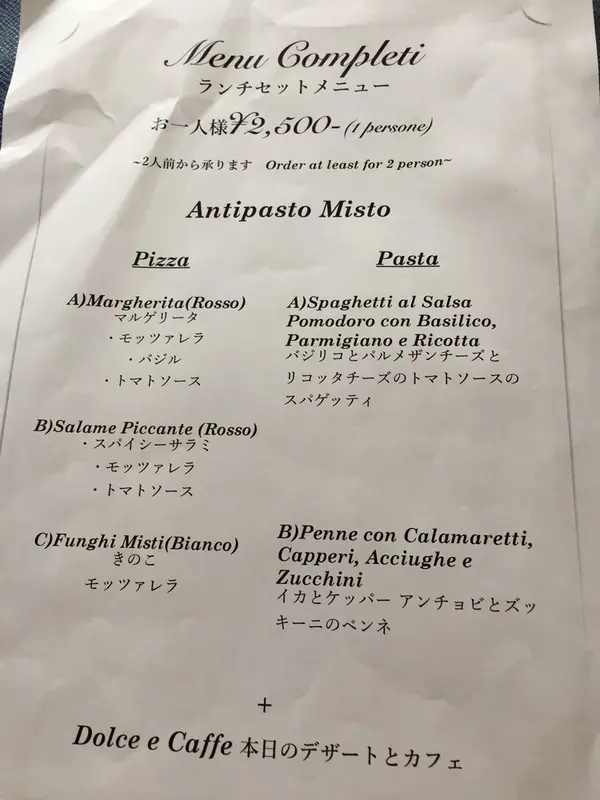 Menu Completi
ランチセットメニュー
お一人様¥2,500-(1 persone)
~2人前から承ります Order at least for 2 person~
Antipasto Misto
Pizza
A)Margherita(Rosso)
マルゲリータ
・モッツァレラ
・バジル
・トマトソース
B)Salame Piccante (Rosso)
・スパイシーサラミ
・モッツァレラ
・トマトソース
C)Funghi Misti(Bianco)
きのこ
モッツァレラ
Pasta
A)Spaghetti al Salsa
Pomodoro con Basilico,
Parmigiano e Ricotta
バジリコとパルメザンチーズと
リコッタチーズのトマトソースの
スパゲッティ
B)Penne con Calamaretti,
Capperi, Acciughe e
Zucchini
イカとケッパー アンチョビとズッ
キーニのペンネ
+
Dolce e Caffe 本日のデザートとカフェ